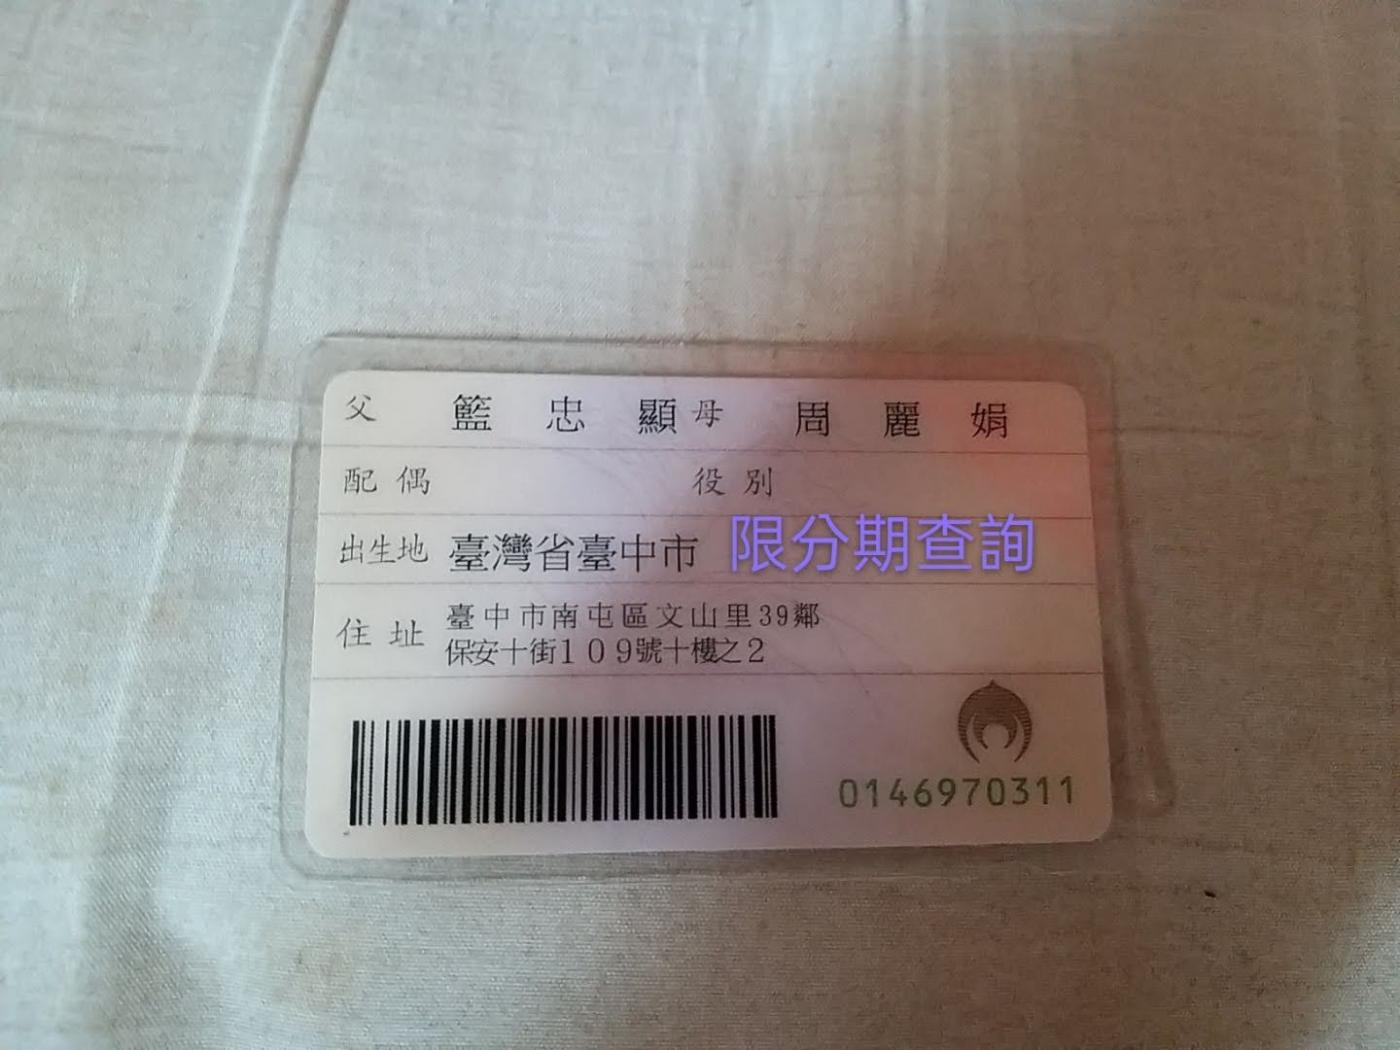 父 籃忠顯 母 周麗娟
配偶 役別
出生地 臺灣省臺中市 限分期查詢
住址 臺中市南屯區文山里39鄰
保安十街109號十樓之2
0146970311